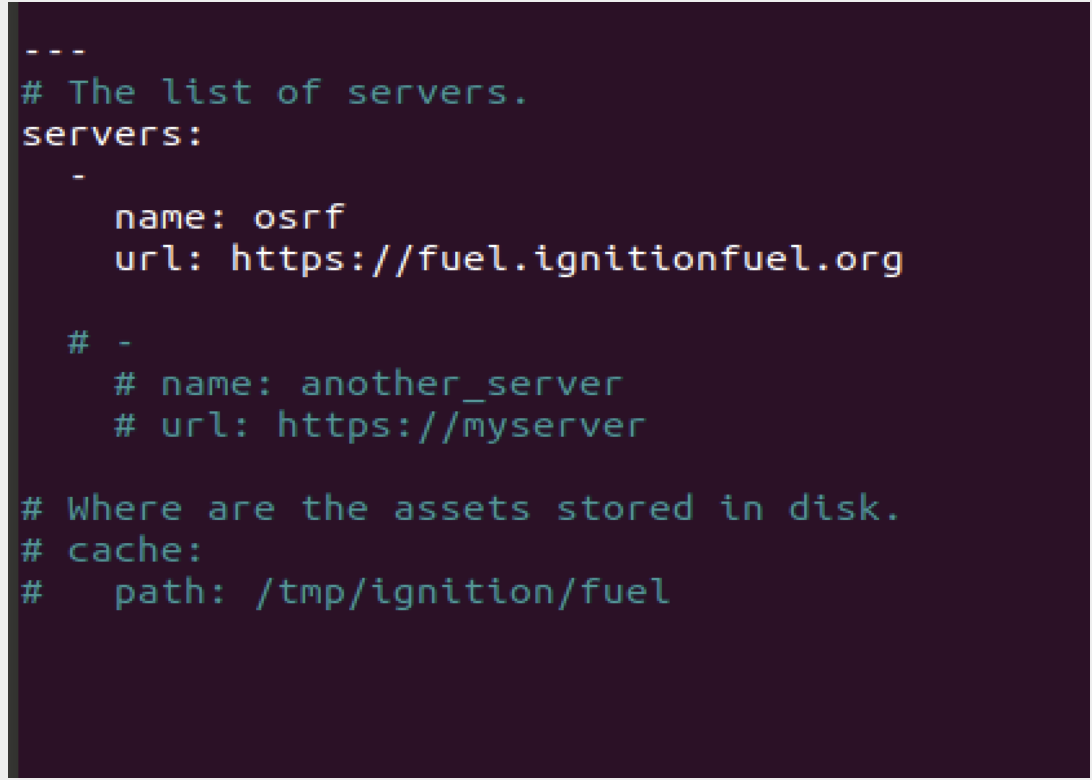 ---
# The list of servers.
servers:
  -
    name: osrf
    url: https://fuel.ignitionfuel.org

  # -
    # name: another_server
    # url: https://myserver

# Where are the assets stored in disk.
# cache:
#   path: /tmp/ignition/fuel